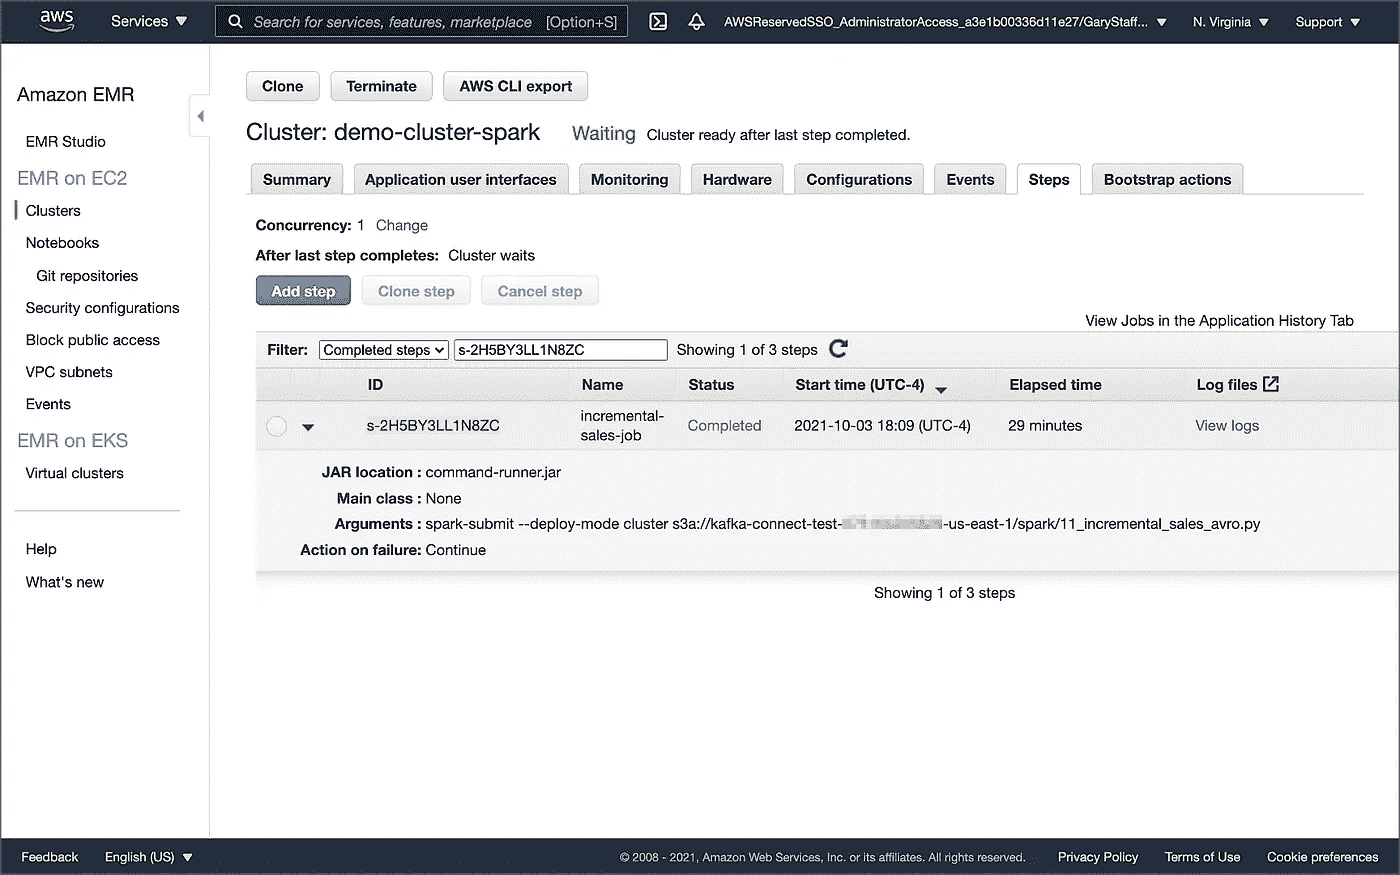 aws Services Search for services, features, marketplace [Option+S] AWSReservedSSO_AdministratorAccess_a3e1b00336d11e27/GaryStaff... N. Virginia Support
Amazon EMR
EMR Studio
EMR on EC2
Clusters
Notebooks
Git repositories
Security configurations
Block public access
VPC subnets
Events
EMR on EKS
Virtual clusters
Help
What's new
Clone Terminate AWS CLI export
Cluster: demo-cluster-spark Waiting Cluster ready after last step completed.
Summary Application user interfaces Monitoring Hardware Configurations Events Steps Bootstrap actions
Concurrency: 1 Change
After last step completes: Cluster waits
Add step Clone step Cancel step
View Jobs in the Application History Tab
Filter: Completed steps s-2H5BY3LL1N8ZC Showing 1 of 3 steps
ID Name Status Start time (UTC-4) Elapsed time Log files
s-2H5BY3LL1N8ZC incremental-sales-job Completed 2021-10-03 18:09 (UTC-4) 29 minutes View logs
JAR location : command-runner.jar
Main class : None
Arguments : spark-submit --deploy-mode cluster s3a://kafka-connect-test- -us-east-1/spark/11_incremental_sales_avro.py
Action on failure: Continue
Showing 1 of 3 steps
Feedback English (US) © 2008 - 2021, Amazon Web Services, Inc. or its affiliates. All rights reserved. Privacy Policy Terms of Use Cookie preferences